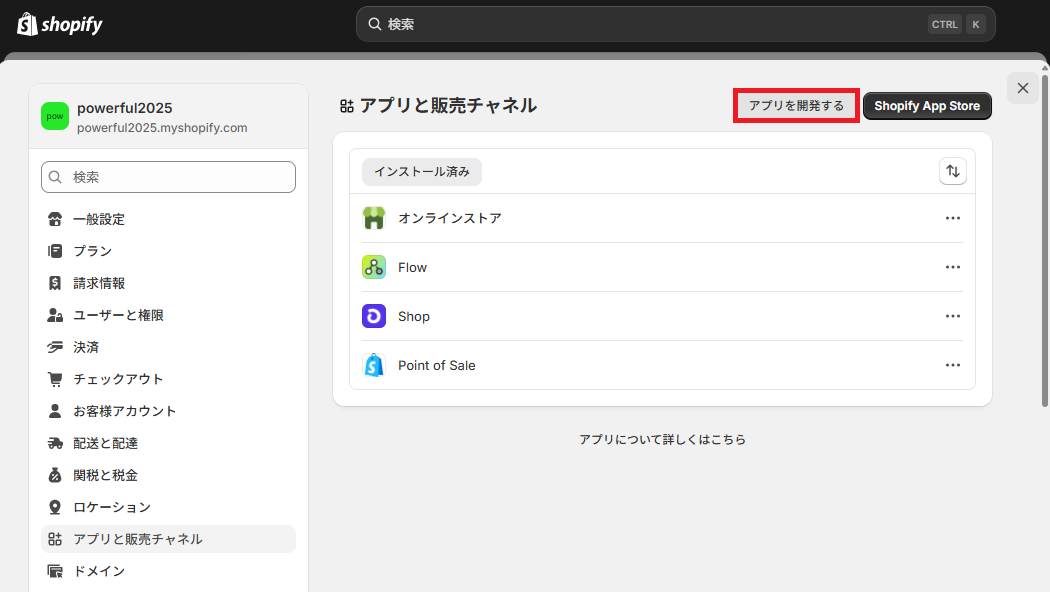 shopify
検索
CTRL K
pow
powerful2025
powerful2025.myshopify.com
検索
一般設定
プラン
請求情報
ユーザーと権限
決済
チェックアウト
お客様アカウント
配送と配達
関税と税金
ロケーション
アプリと販売チャネル
ドメイン
アプリと販売チャネル
アプリを開発する
Shopify App Store
インストール済み
オンラインストア
Flow
Shop
Point of Sale
アプリについて詳しくはこちら